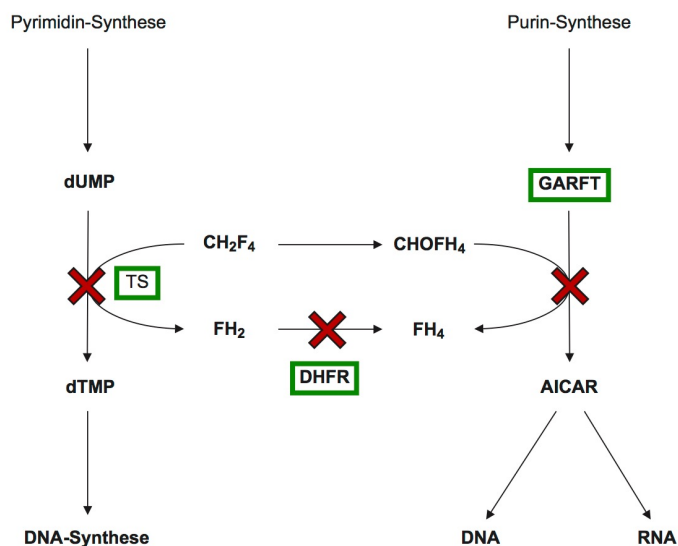 Pyrimidin-Synthese
Purin-Synthese
dUMP
GARFT
CH₂F₄
CHOFH₄
TS
FH₂
FH₄
DHFR
dTMP
AICAR
DNA-Synthese
DNA
RNA